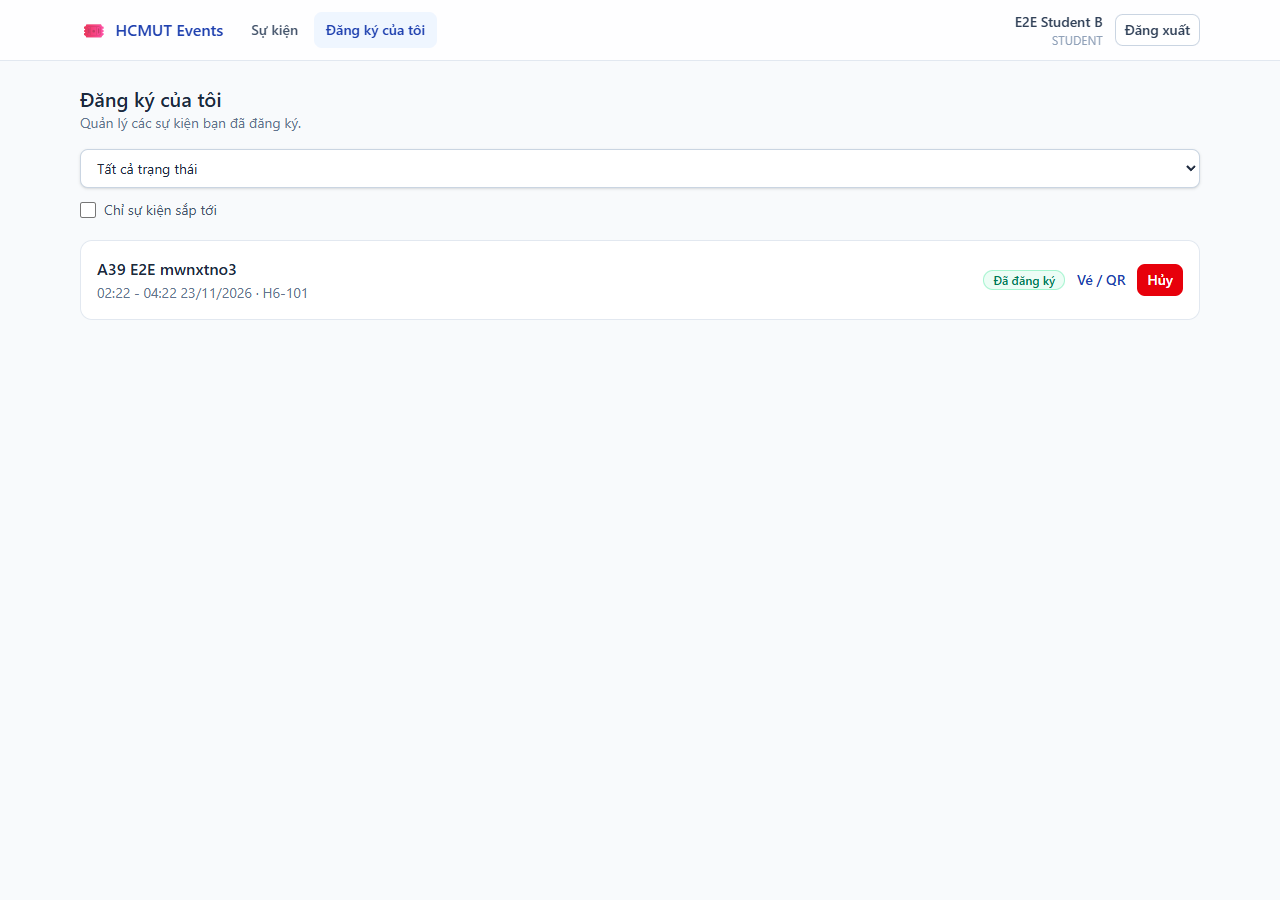 HCMUT Events
Sự kiện
Đăng ký của tôi
E2E Student B
STUDENT
Đăng xuất
Đăng ký của tôi
Quản lý các sự kiện bạn đã đăng ký.
Tất cả trạng thái
Chỉ sự kiện sắp tới
A39 E2E mwnxtno3
02:22 - 04:22 23/11/2026 · H6-101
Đã đăng ký
Vé / QR
Hủy